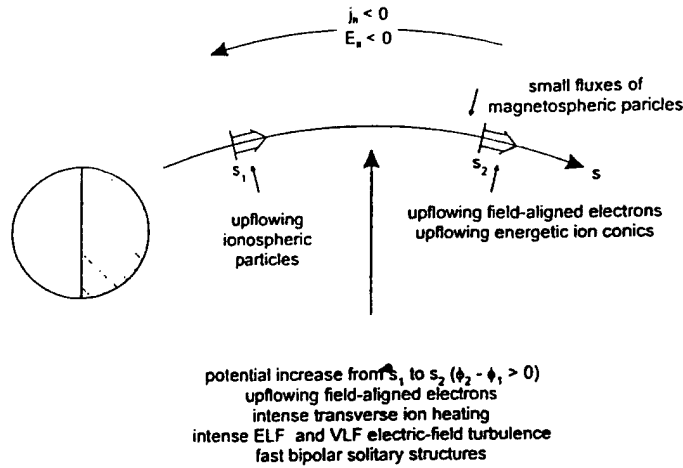 j∥ < 0
E∥ < 0
small fluxes of
magnetospheric paricles
s₁
s₂
s
upflowing
ionospheric
particles
upflowing field-aligned electrons
upflowing energetic ion conics
potential increase from s₁ to s₂ (ϕ₂ - ϕ₁ > 0)
upflowing field-aligned electrons
intense transverse ion heating
intense ELF and VLF electric-field turbulence
fast bipolar solitary structures